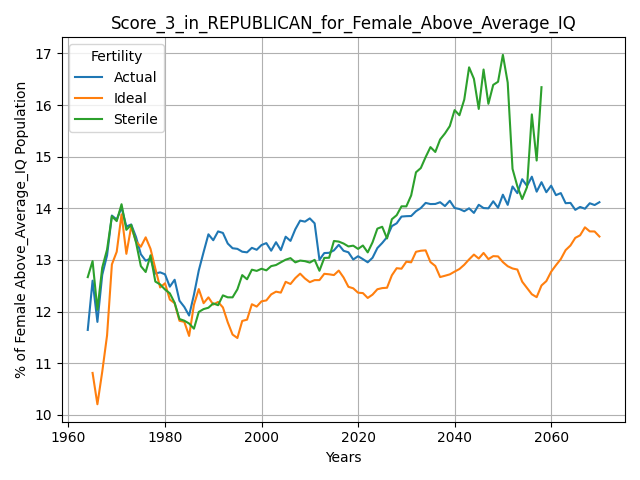 Score_3_in_REPUBLICAN_for_Female_Above_Average_IQ
% of Female Above_Average_IQ Population
17
16
15
14
13
12
11
10
Fertility
Actual
Ideal
Sterile
1960 1980 2000 2020 2040 2060
Years